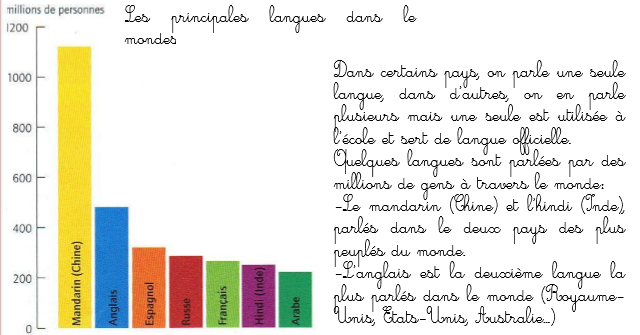 millions de personnes
1200
1000
800
600
400
200
0
Mandarin (Chine)
Anglais
Espagnol
Russe
Français
Hindi (Inde)
Arabe
Les principales langues dans le
mondes
Dans certains pays, on parle une seule
langue, dans d'autres, on en parle
plusieurs mais une seule est utilisée à
l'école et sert de langue officielle.
Quelques langues sont parlées par des
millions de gens à travers le monde:
-Le mandarin (Chine) et l'hindi (Inde),
parlés dans le deux pays des plus
peuplés du monde.
-L'anglais est la deuxième langue la
plus parlés dans le monde (Royaume-
Unis, États-Unis, Australie...)